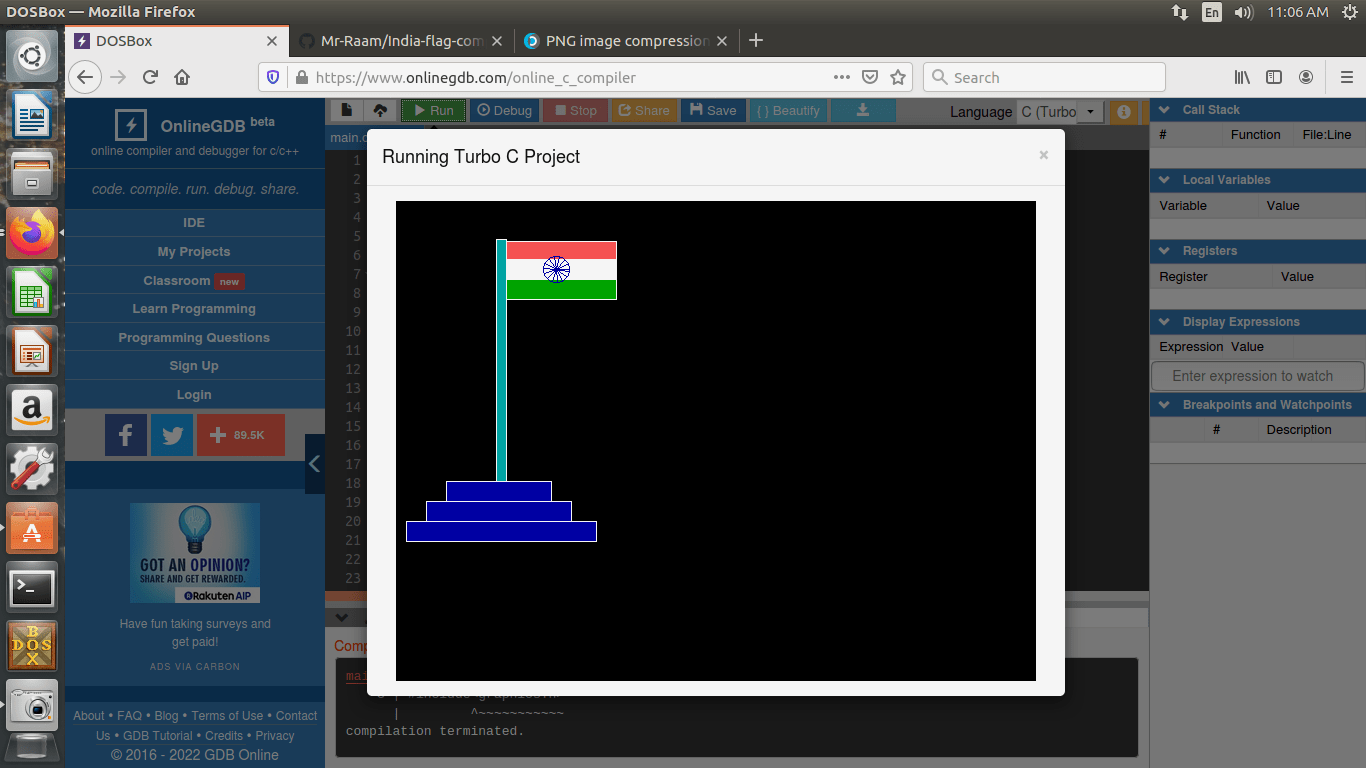 DOSBox — Mozilla Firefox
En
11:06 AM
DOSBox
Mr-Raam/India-flag-com
PNG image compression
https://www.onlinegdb.com/online_c_compiler
Search
OnlineGDB beta
online compiler and debugger for c/c++
code. compile. run. debug. share.
IDE
My Projects
Classroom new
Learn Programming
Programming Questions
Sign Up
Login
89.5K
GOT AN OPINION?
SHARE AND GET REWARDED.
Rakuten AIP
Have fun taking surveys and
get paid!
ADS VIA CARBON
About • FAQ • Blog • Terms of Use • Contact
Us • GDB Tutorial • Credits • Privacy
© 2016 - 2022 GDB Online
Run
Debug
Stop
Share
Save
{ } Beautify
Language
C (Turbo
main.c
1
2
3
4
5
6
7
8
9
10
11
12
13
14
15
16
17
18
19
20
21
22
23
Running Turbo C Project
×
Comp
mai
| ^~~~~~~~~~~~
compilation terminated.
Call Stack
# Function File:Line
Local Variables
Variable Value
Registers
Register Value
Display Expressions
Expression Value
Enter expression to watch
Breakpoints and Watchpoints
# Description
BOX
DOS